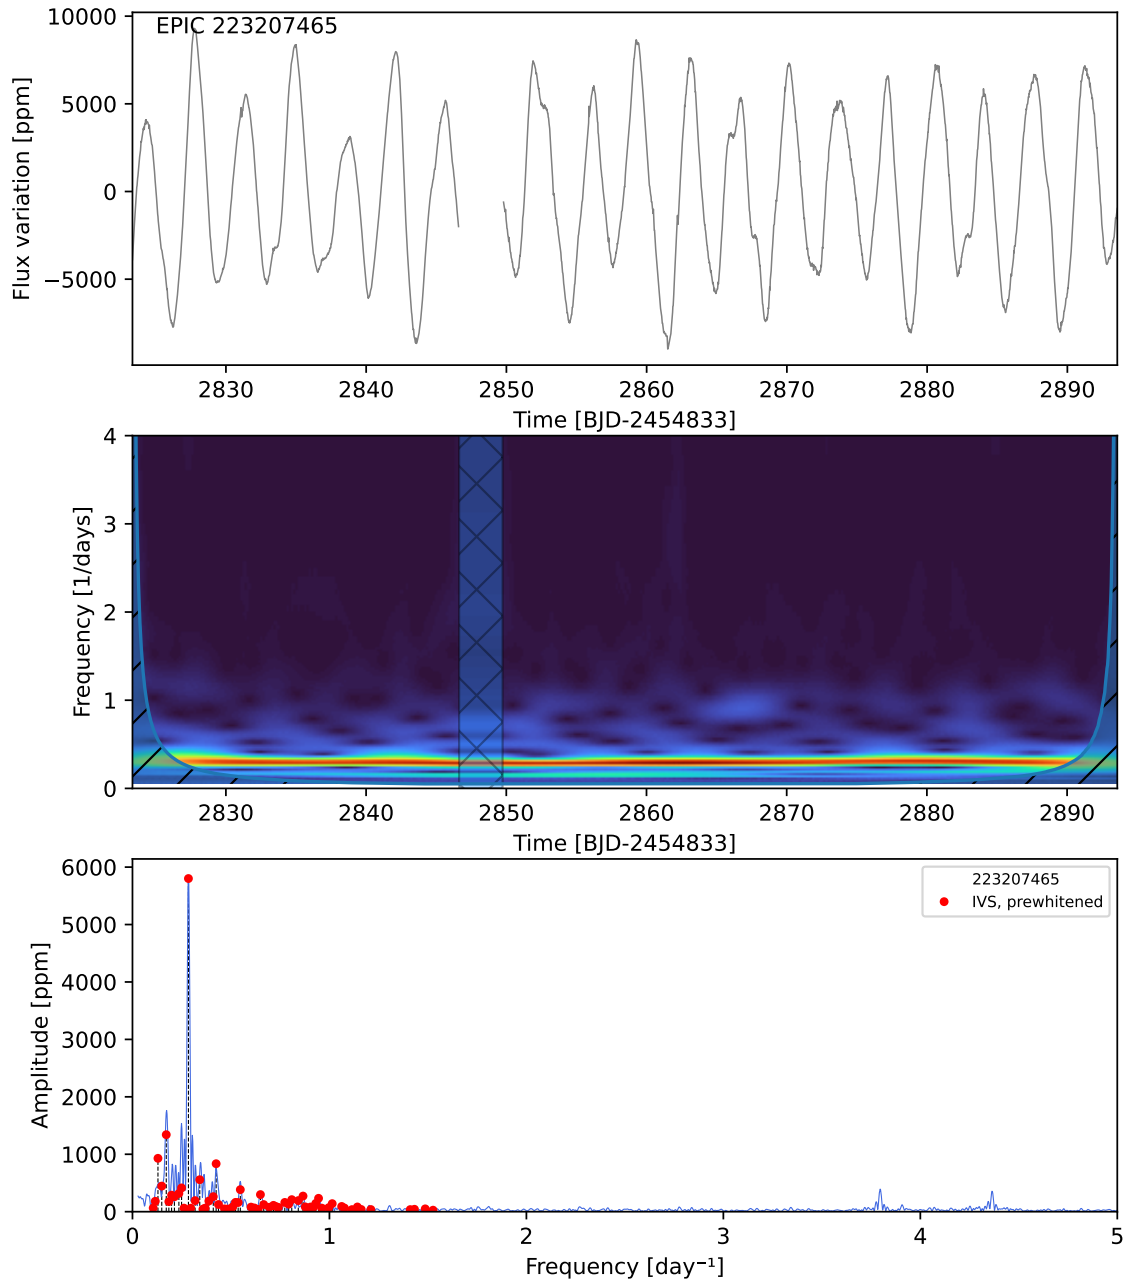 EPIC 223207465
10000
5000
0
−5000
Flux variation [ppm]
2830 2840 2850 2860 2870 2880 2890
Time [BJD-2454833]
4
3
2
1
0
Frequency [1/days]
2830 2840 2850 2860 2870 2880 2890
Time [BJD-2454833]
223207465
IVS, prewhitened
6000
5000
4000
3000
2000
1000
0
Amplitude [ppm]
0 1 2 3 4 5
Frequency [day⁻¹]